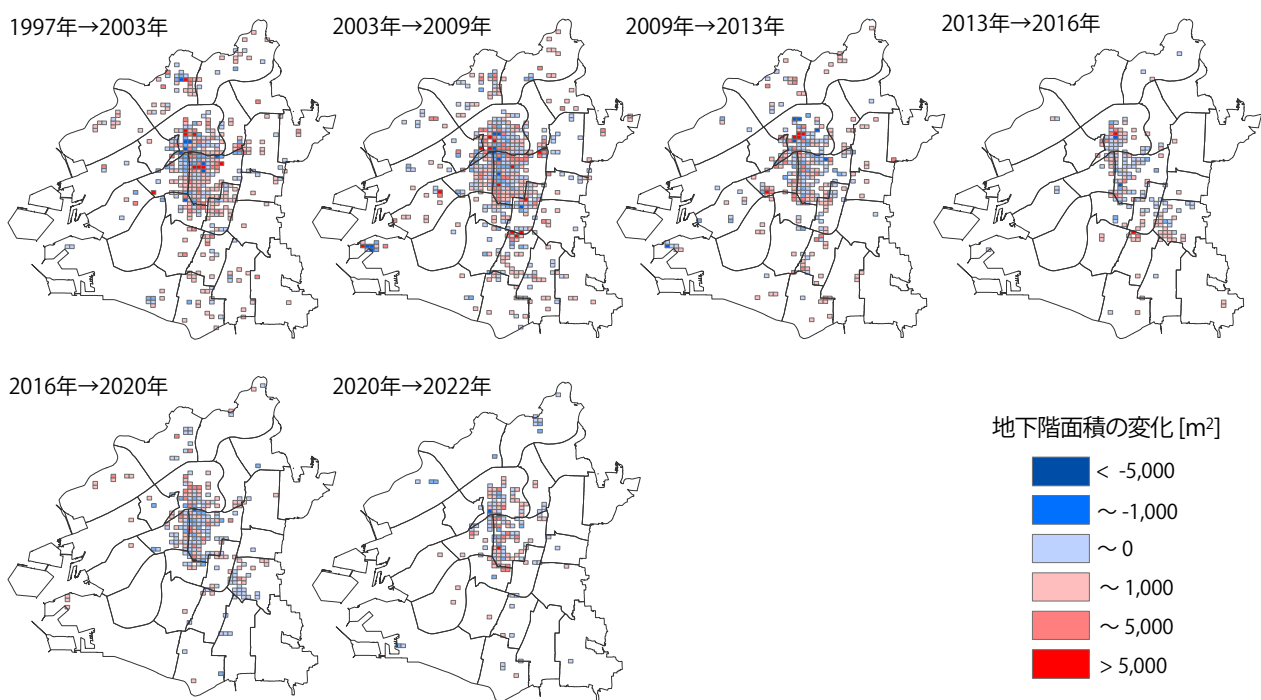 1997年→2003年
2003年→2009年
2009年→2013年
2013年→2016年
2016年→2020年
2020年→2022年
地下階面積の変化 [m²]
< -5,000
～ -1,000
～ 0
～ 1,000
～ 5,000
> 5,000